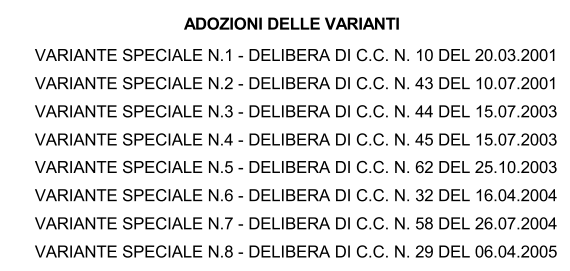 ADOZIONI DELLE VARIANTI
VARIANTE SPECIALE N.1 - DELIBERA DI C.C. N. 10 DEL 20.03.2001
VARIANTE SPECIALE N.2 - DELIBERA DI C.C. N. 43 DEL 10.07.2001
VARIANTE SPECIALE N.3 - DELIBERA DI C.C. N. 44 DEL 15.07.2003
VARIANTE SPECIALE N.4 - DELIBERA DI C.C. N. 45 DEL 15.07.2003
VARIANTE SPECIALE N.5 - DELIBERA DI C.C. N. 62 DEL 25.10.2003
VARIANTE SPECIALE N.6 - DELIBERA DI C.C. N. 32 DEL 16.04.2004
VARIANTE SPECIALE N.7 - DELIBERA DI C.C. N. 58 DEL 26.07.2004
VARIANTE SPECIALE N.8 - DELIBERA DI C.C. N. 29 DEL 06.04.2005